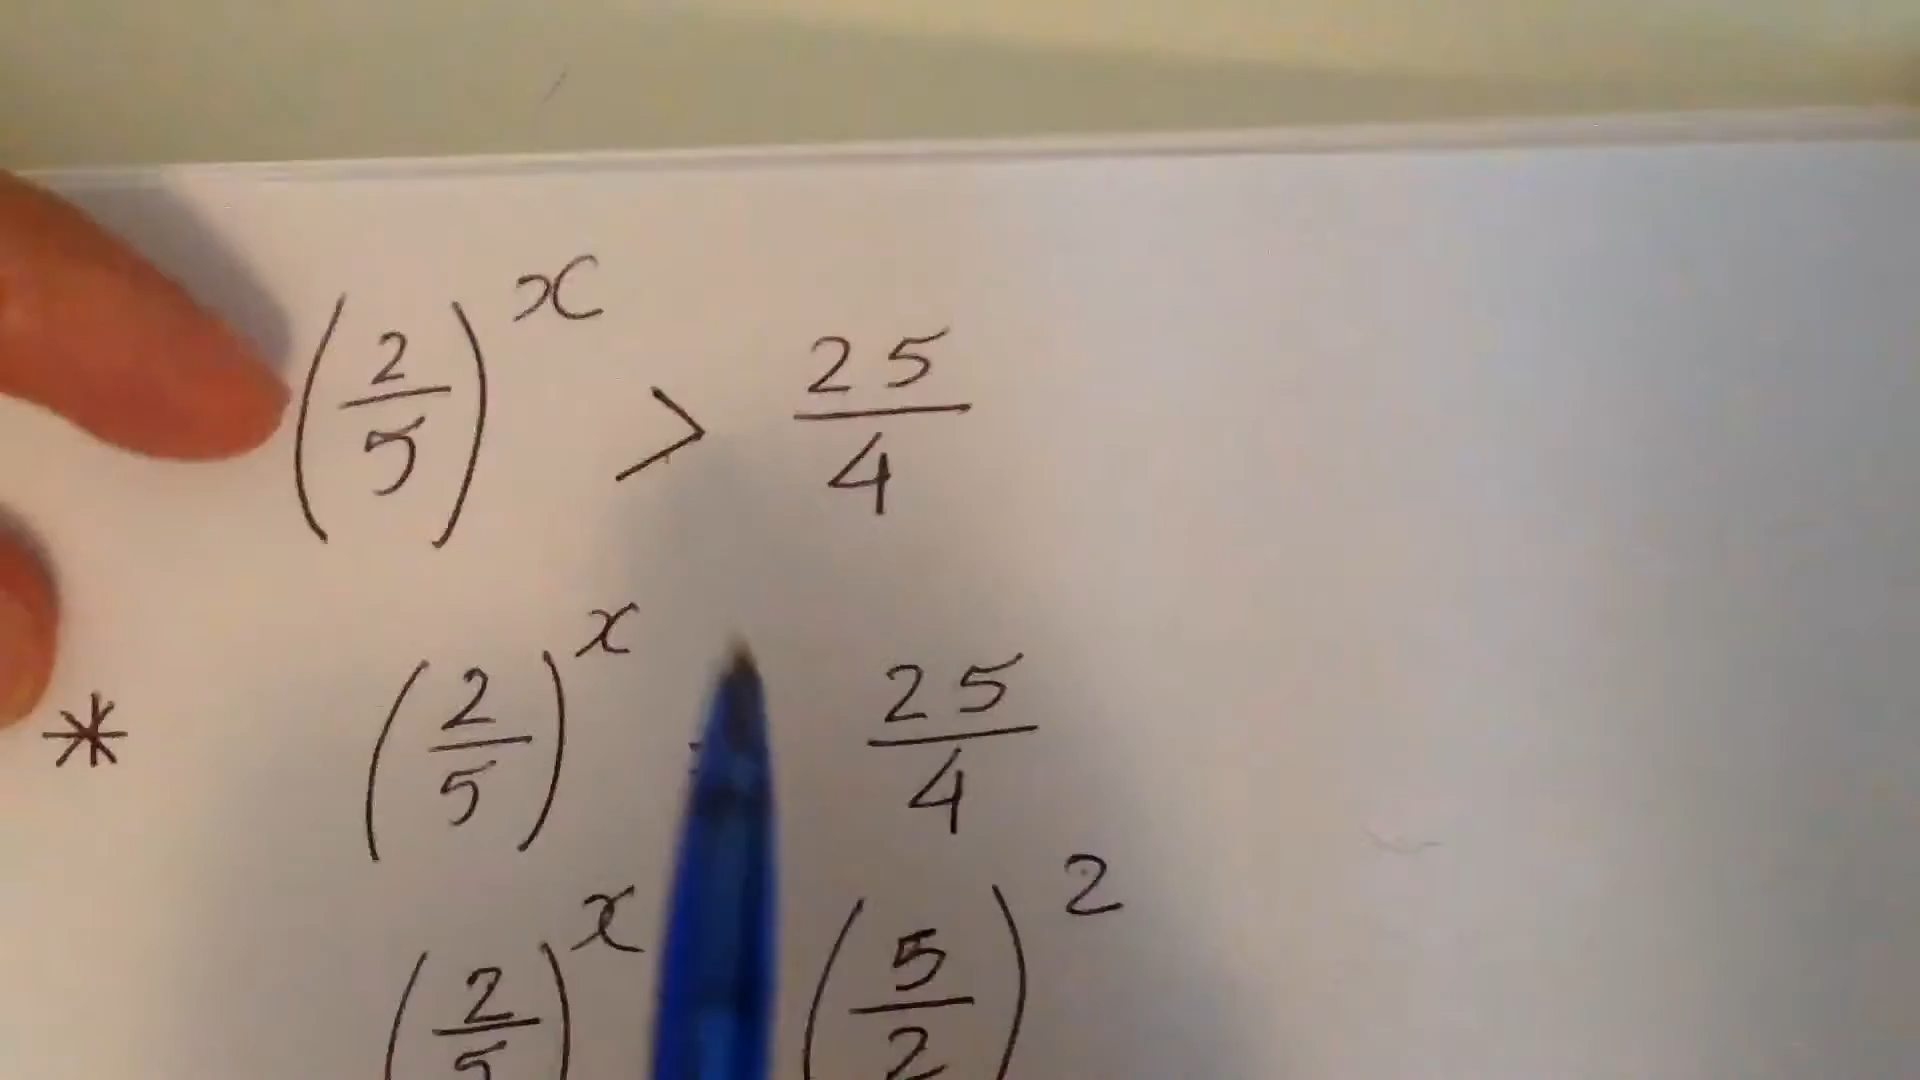 (2/5)^x > 25/4
* (2/5)^x 25/4
(2/5)^x (5/2)^2